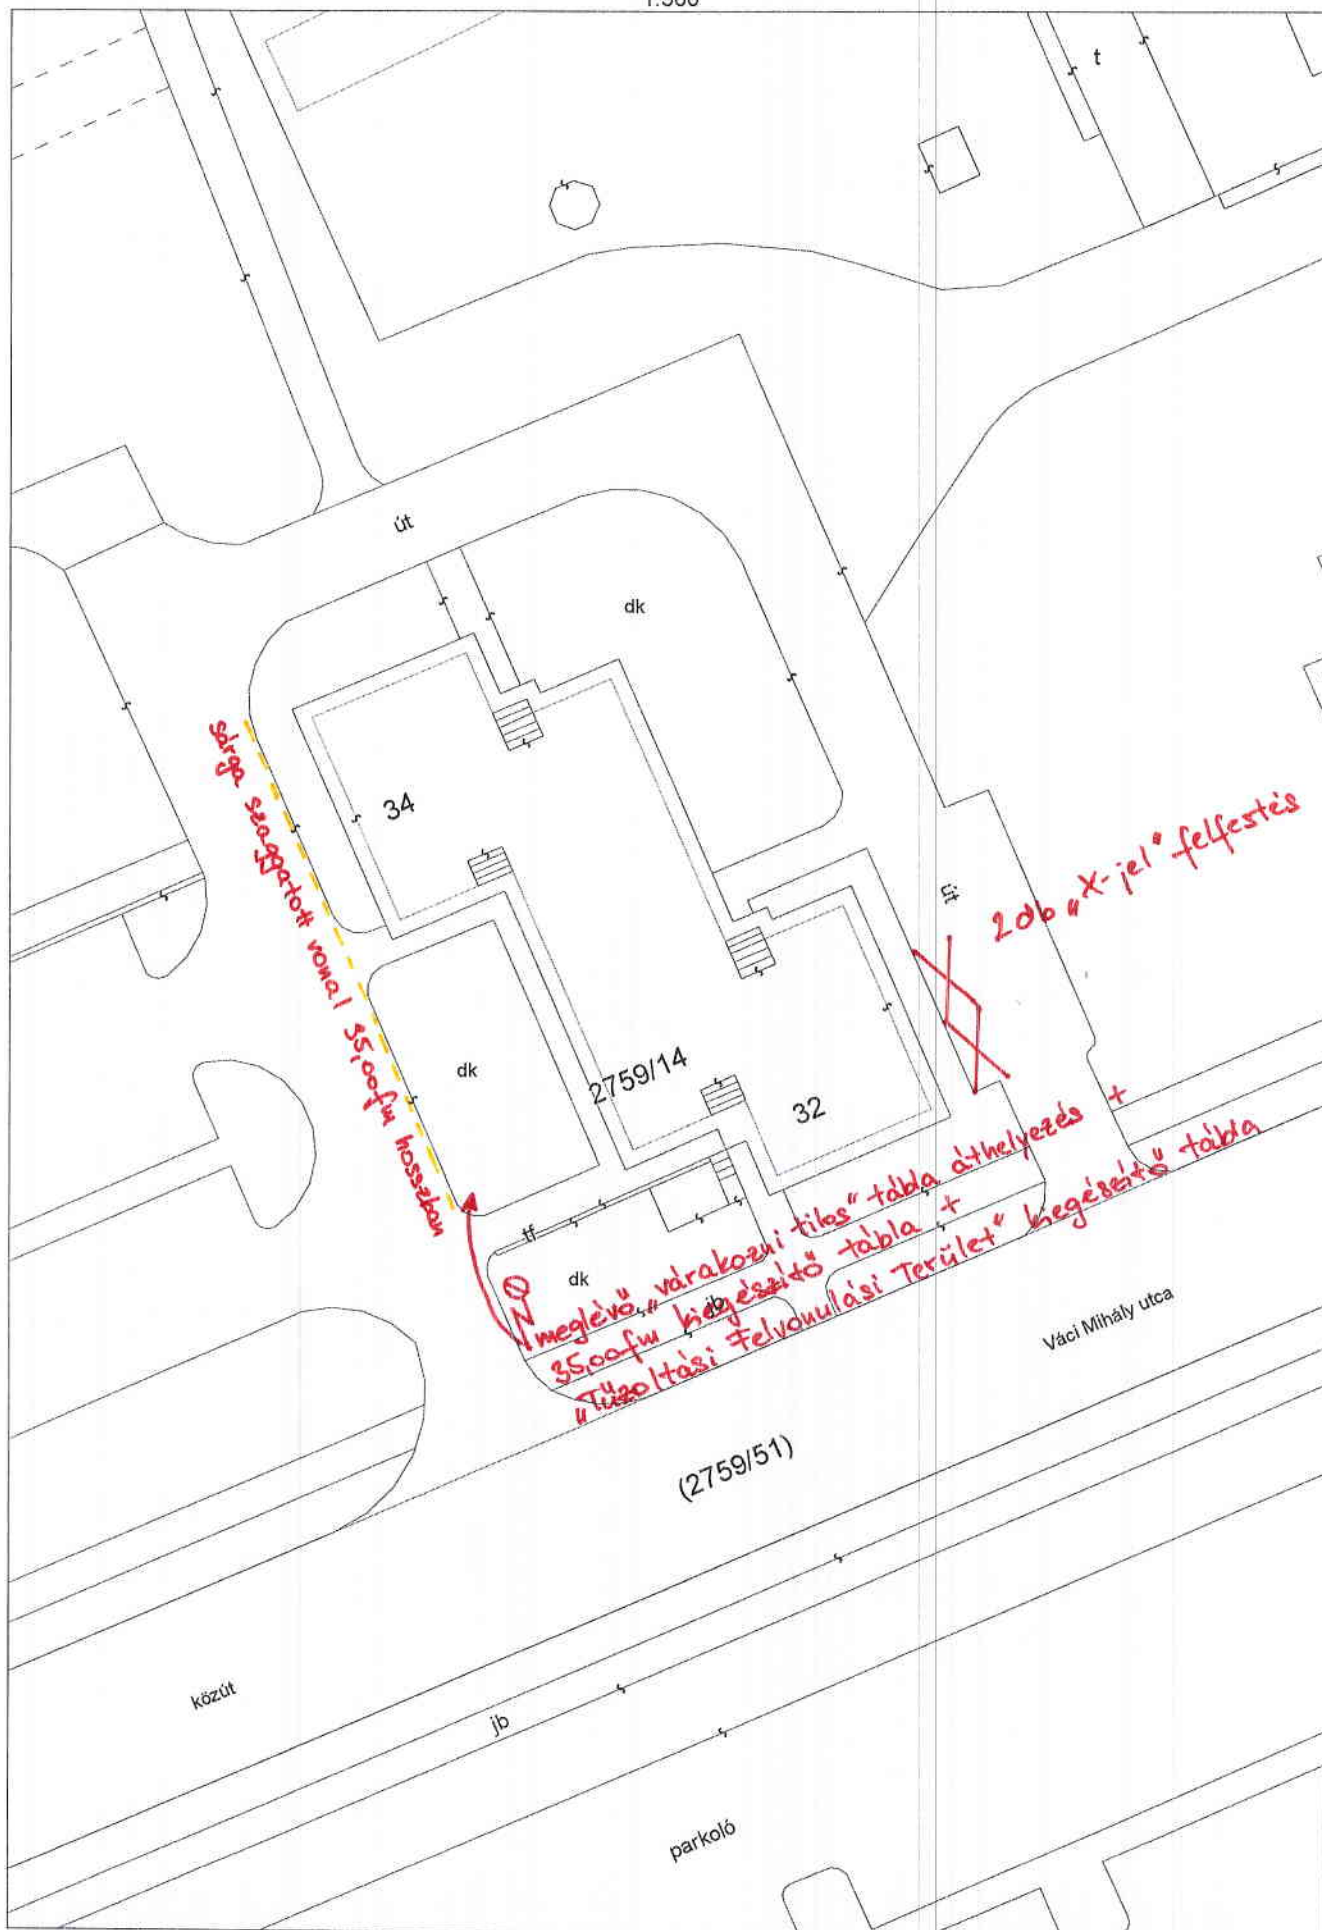 1:500
t
út
dk
34
sárga szaggatott vonal 35,00fm hosszban
út
2 db „X-jel" felfestés
dk
2759/14
32
tf
dk
jb
meglévő „várakozni tilos" tábla áthelyezés +
35,00fm kiegészítő tábla +
„Tűzoltási Felvonulási Terület" kiegészítő tábla
Váci Mihály utca
(2759/51)
közút
jb
parkoló